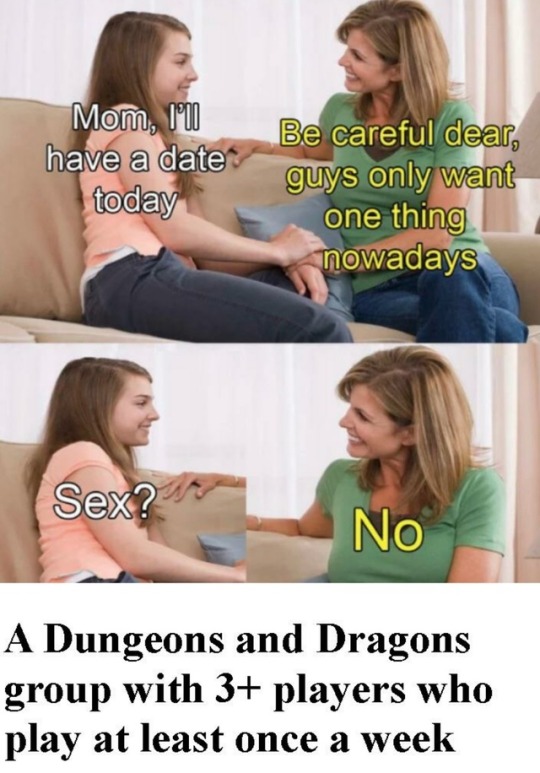 Mom, I'll
have a date
today
Be careful dear,
guys only want
one thing
nowadays
Sex?
No
A Dungeons and Dragons
group with 3+ players who
play at least once a week